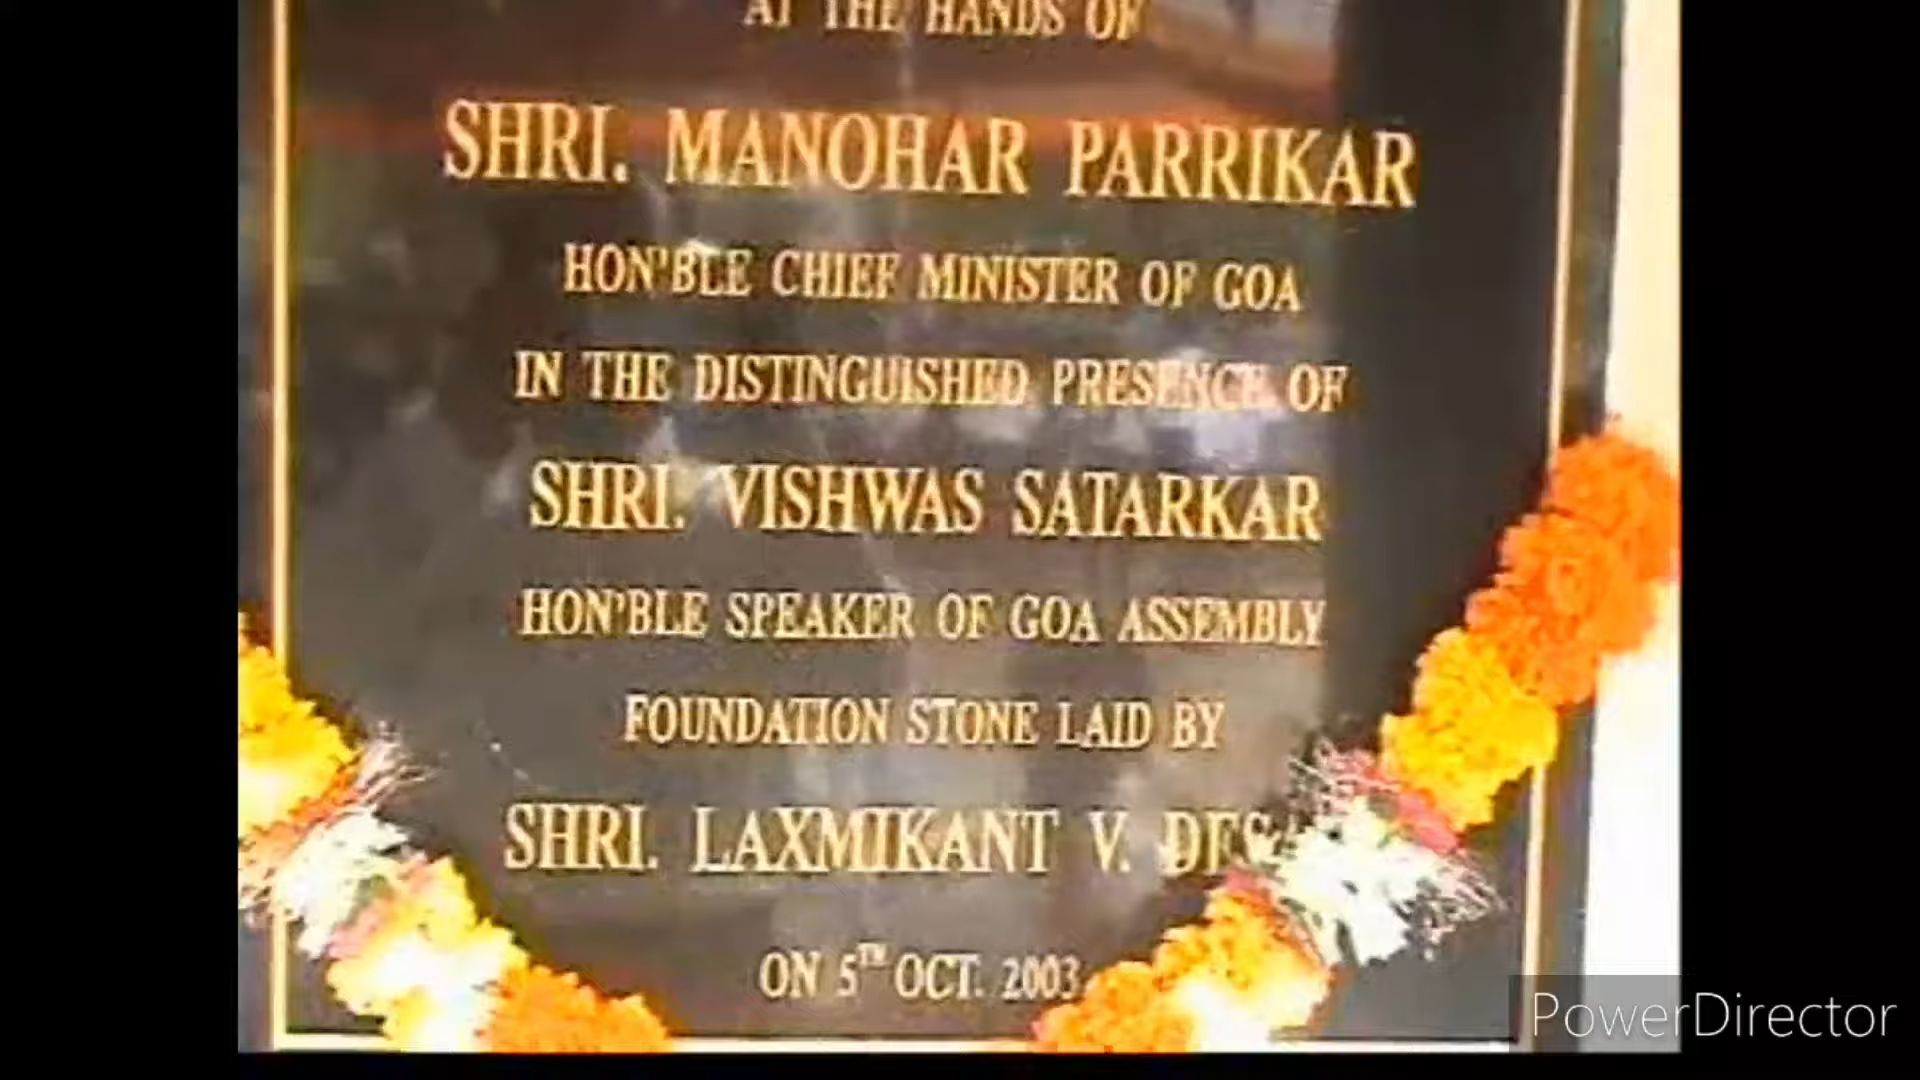 AT THE HANDS OF
SHRI. MANOHAR PARRIKAR
HON'BLE CHIEF MINISTER OF GOA
IN THE DISTINGUISHED PRESENCE OF
SHRI. VISHWAS SATARKAR
HON'BLE SPEAKER OF GOA ASSEMBLY
FOUNDATION STONE LAID BY
SHRI. LAXMIKANT V.
ON 5TH OCT. 2003
PowerDirector